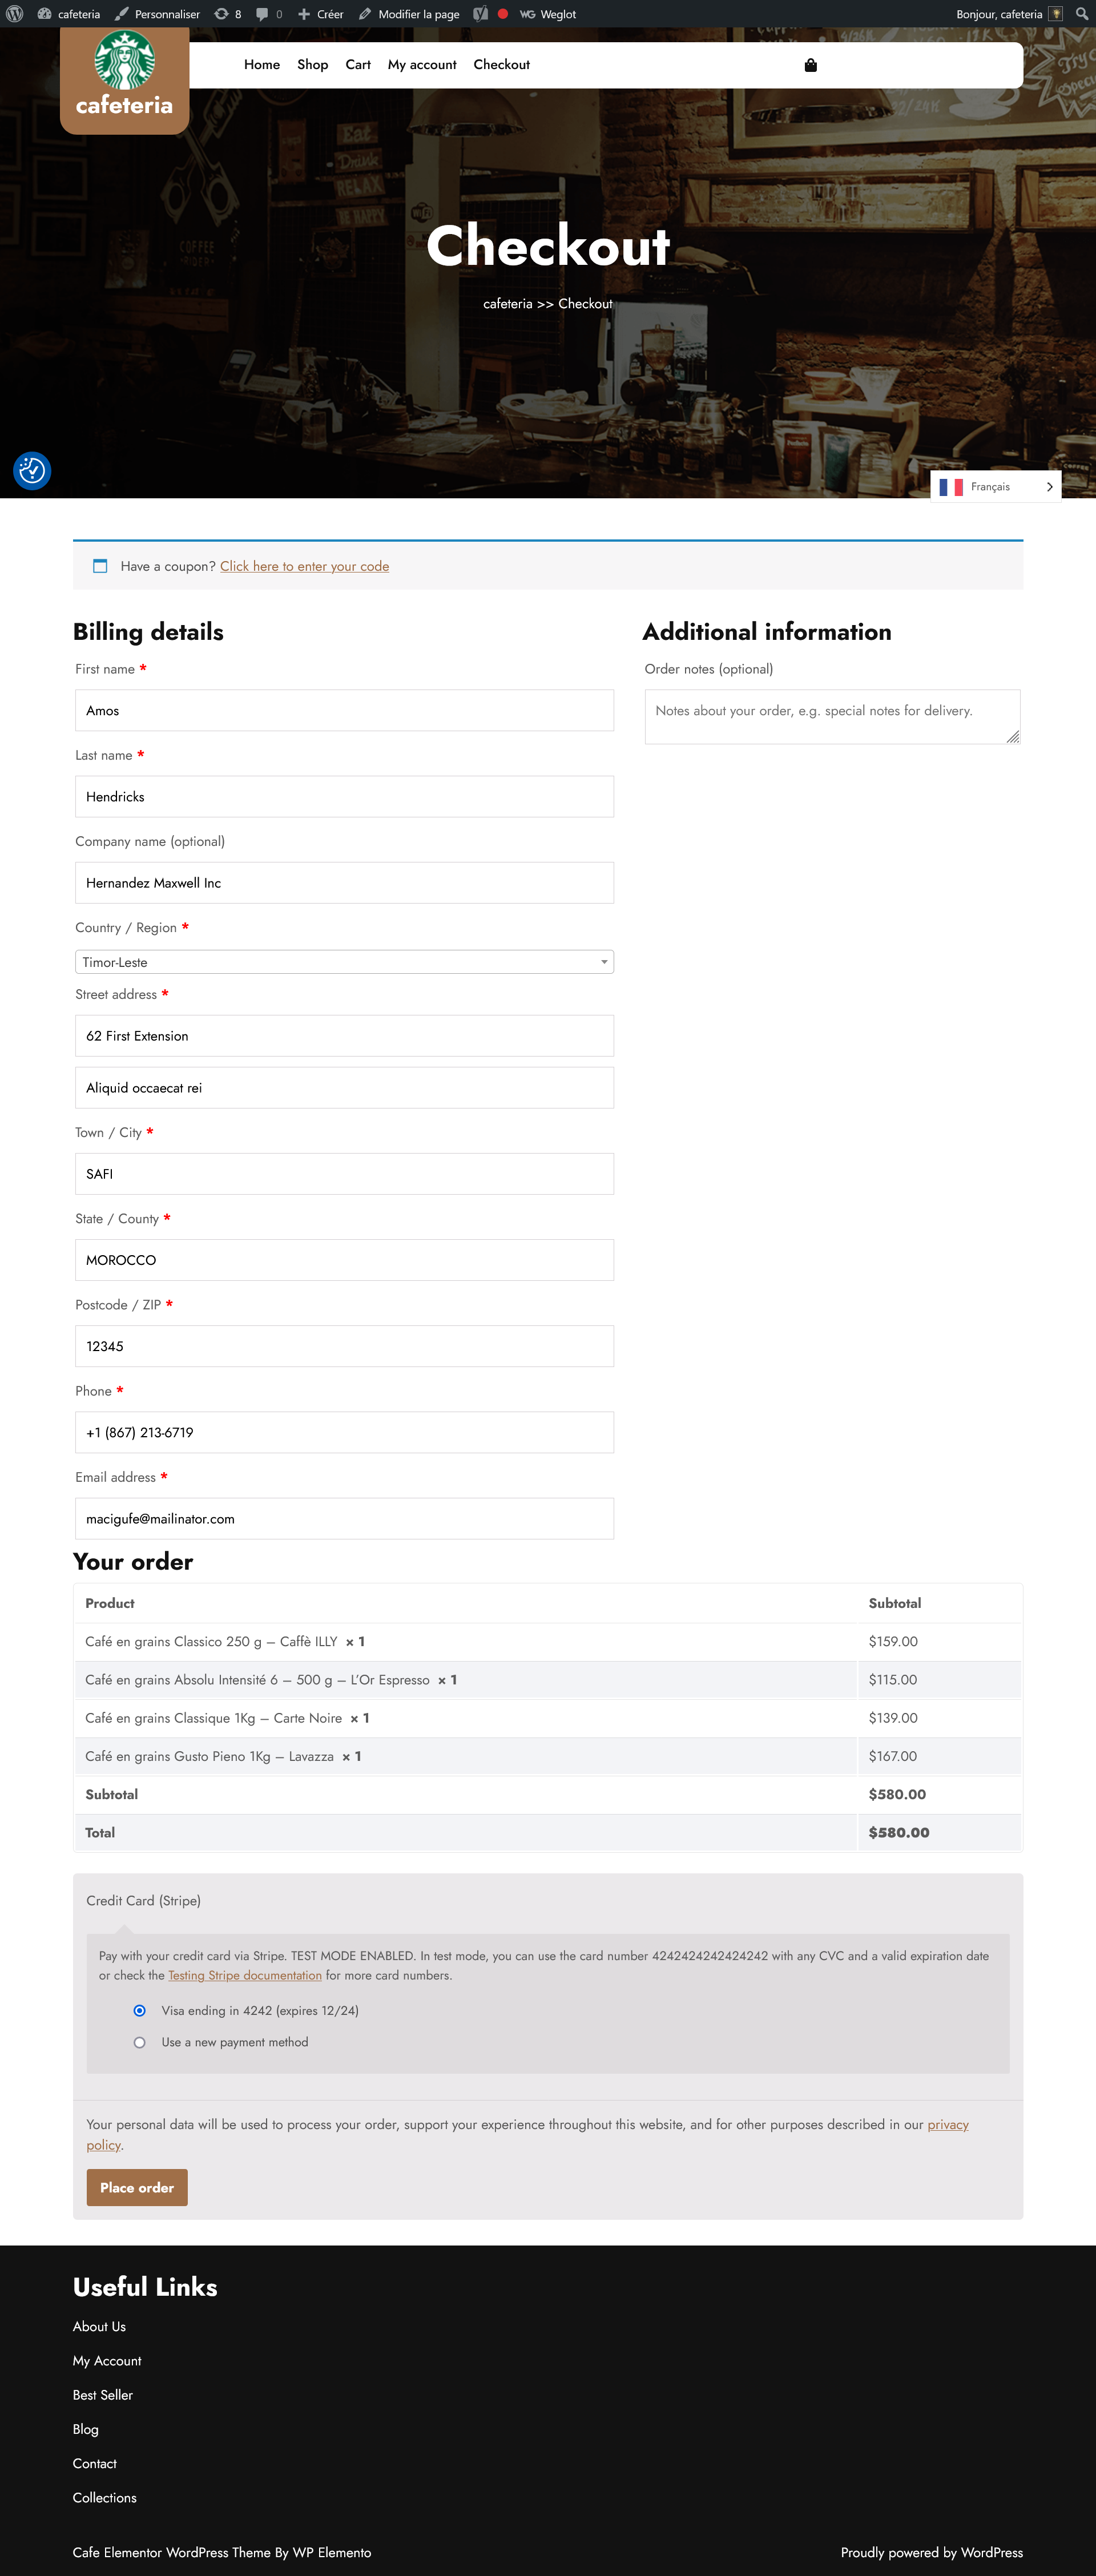 cafeteria
Personnaliser
8
0
Créer
Modifier la page
WG Weglot
Bonjour, cafeteria
cafeteria
Home
Shop
Cart
My account
Checkout
Checkout
cafeteria >> Checkout
Français
Have a coupon? Click here to enter your code
Billing details
First name *
Amos
Last name *
Hendricks
Company name (optional)
Hernandez Maxwell Inc
Country / Region *
Timor-Leste
Street address *
62 First Extension
Aliquid occaecat rei
Town / City *
SAFI
State / County *
MOROCCO
Postcode / ZIP *
12345
Phone *
+1 (867) 213-6719
Email address *
macigufe@mailinator.com
Additional information
Order notes (optional)
Notes about your order, e.g. special notes for delivery.
Your order
Product Subtotal
Café en grains Classico 250 g – Caffè ILLY × 1 $159.00
Café en grains Absolu Intensité 6 – 500 g – L’Or Espresso × 1 $115.00
Café en grains Classique 1Kg – Carte Noire × 1 $139.00
Café en grains Gusto Pieno 1Kg – Lavazza × 1 $167.00
Subtotal $580.00
Total $580.00
Credit Card (Stripe)
Pay with your credit card via Stripe. TEST MODE ENABLED. In test mode, you can use the card number 4242424242424242 with any CVC and a valid expiration date
or check the Testing Stripe documentation for more card numbers.
Visa ending in 4242 (expires 12/24)
Use a new payment method
Your personal data will be used to process your order, support your experience throughout this website, and for other purposes described in our privacy
policy.
Place order
Useful Links
About Us
My Account
Best Seller
Blog
Contact
Collections
Cafe Elementor WordPress Theme By WP Elemento
Proudly powered by WordPress